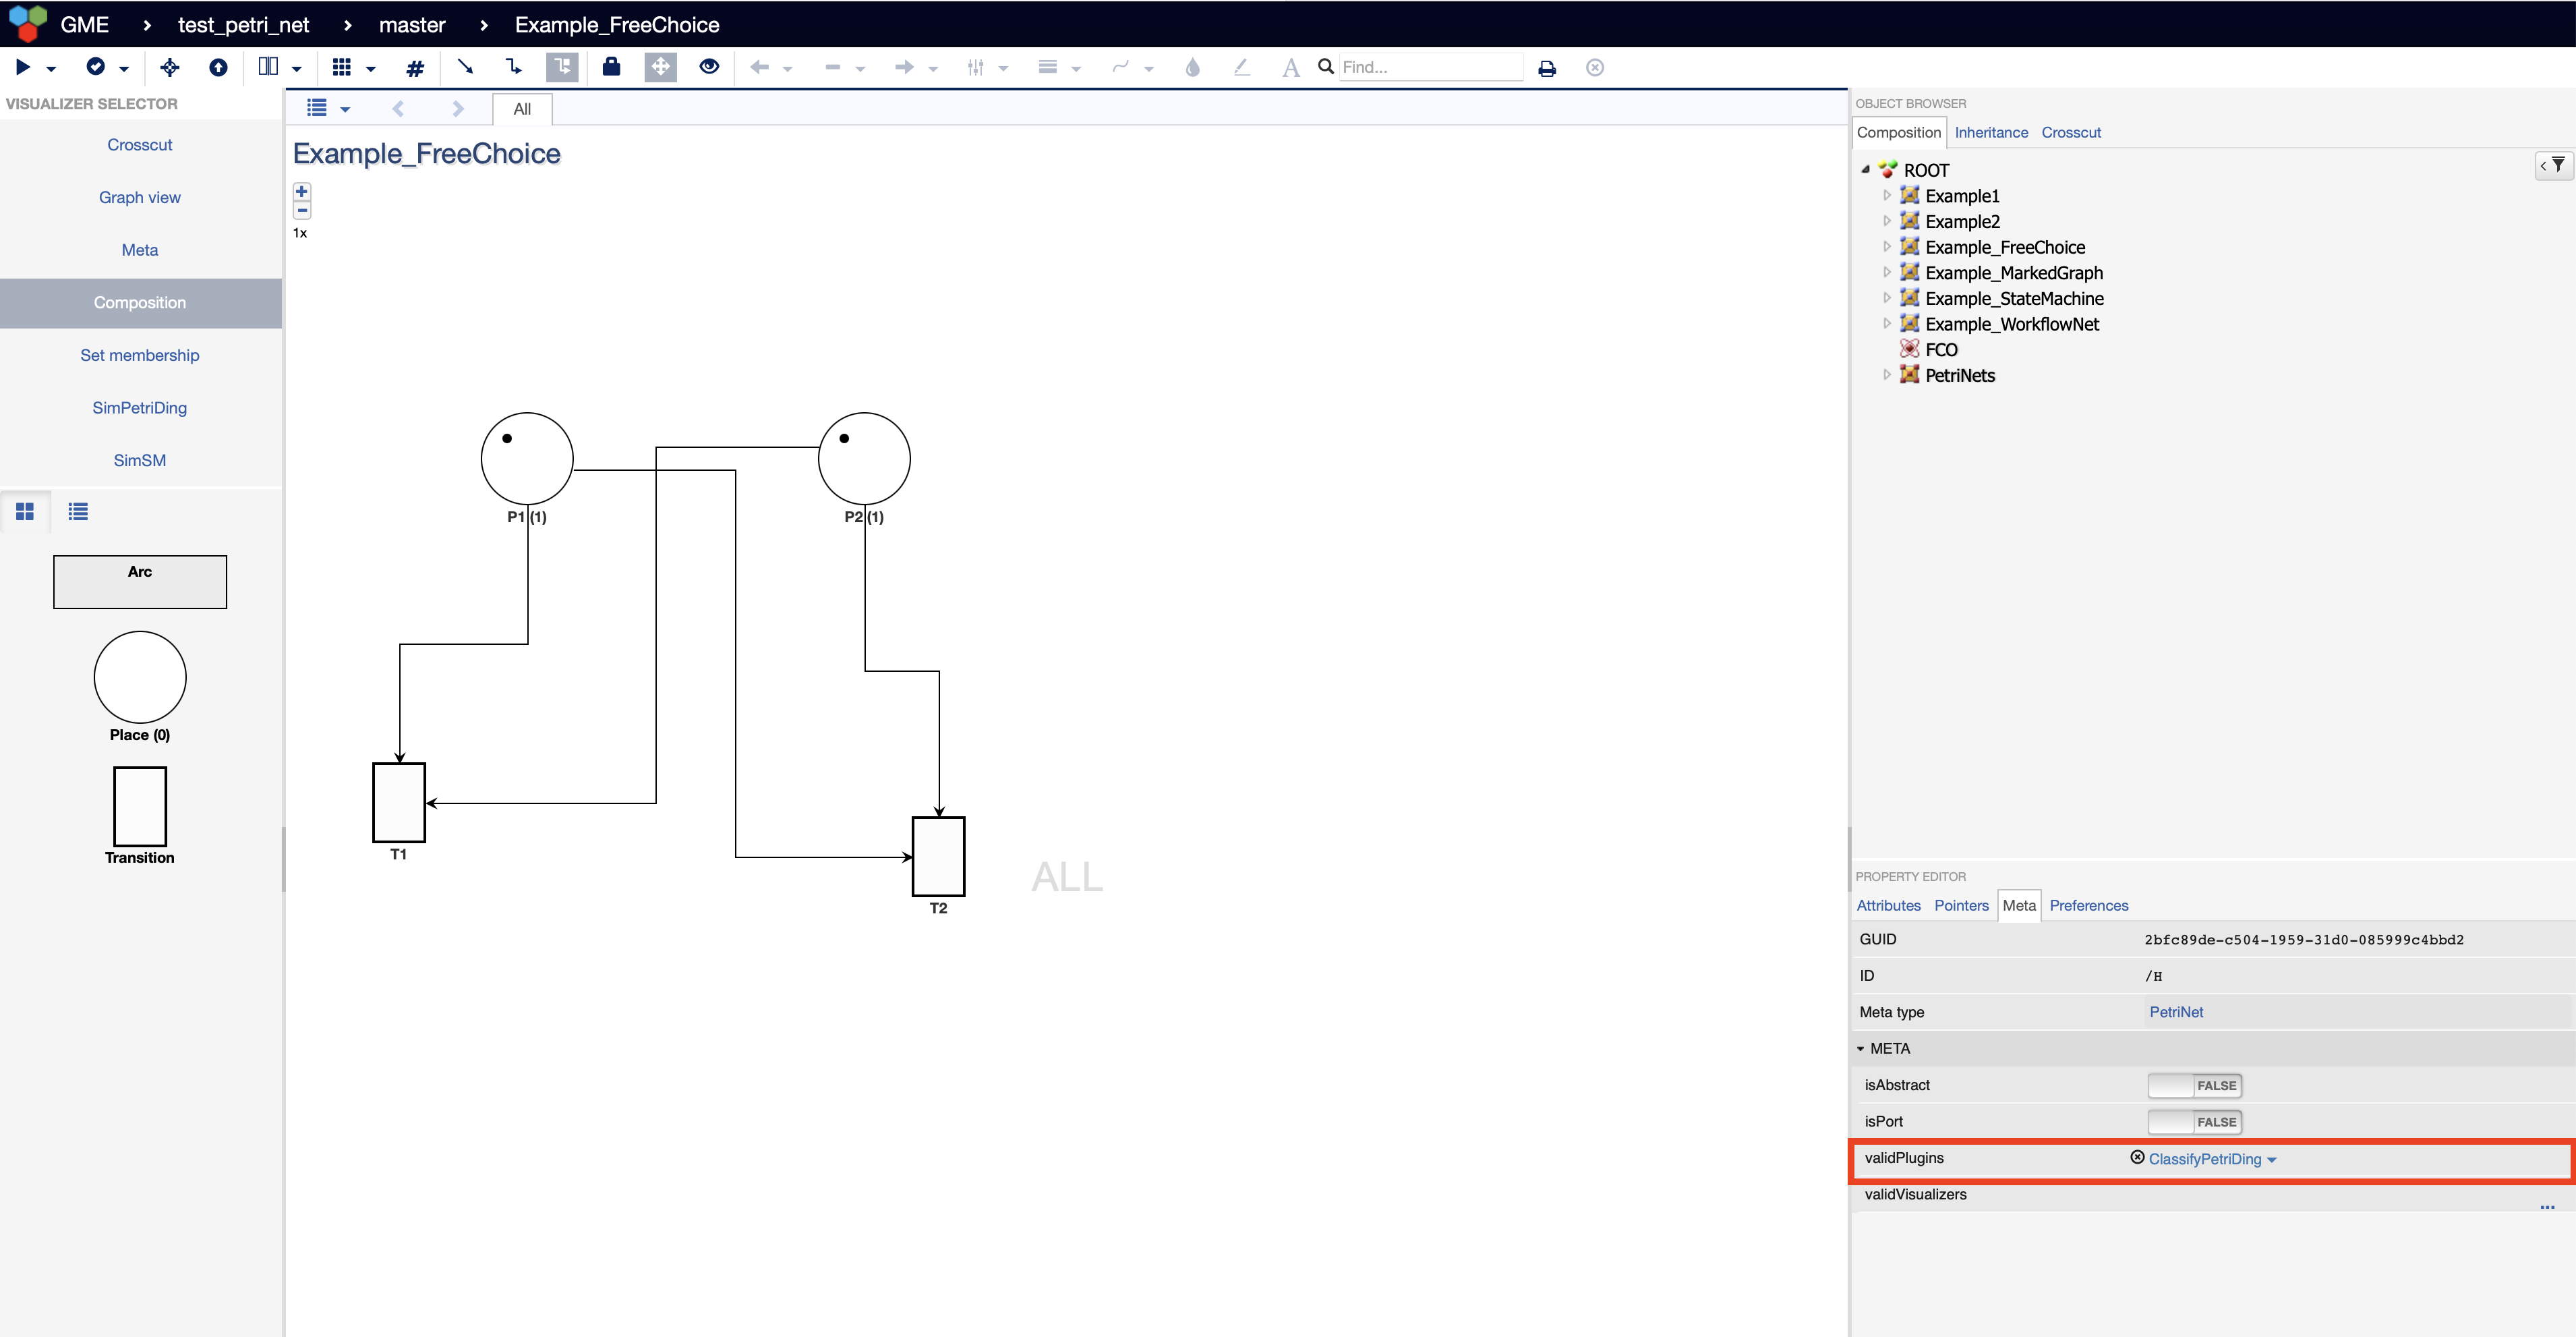 GME › test_petri_net › master › Example_FreeChoice
Find...
VISUALIZER SELECTOR
Crosscut
Graph view
Meta
Composition
Set membership
SimPetriDing
SimSM
Arc
Place (0)
Transition
All
Example_FreeChoice
1x
P1 (1)
P2 (1)
T1
T2
ALL
OBJECT BROWSER
Composition Inheritance Crosscut
ROOT
Example1
Example2
Example_FreeChoice
Example_MarkedGraph
Example_StateMachine
Example_WorkflowNet
FCO
PetriNets
PROPERTY EDITOR
Attributes Pointers Meta Preferences
GUID 2bfc89de-c504-1959-31d0-085999c4bbd2
ID /H
Meta type PetriNet
META
isAbstract FALSE
isPort FALSE
validPlugins ClassifyPetriDing
validVisualizers ...